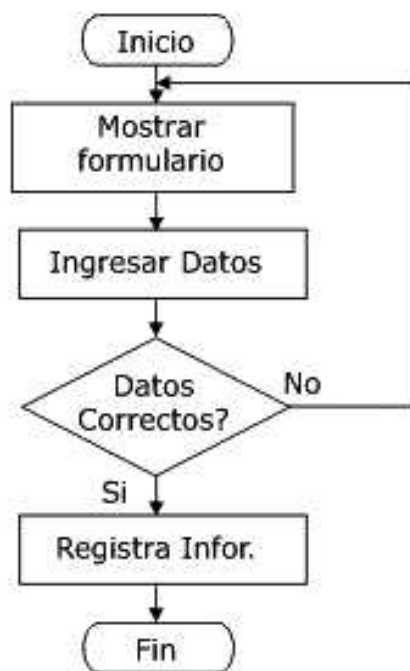 Inicio
Mostrar
formulario
Ingresar Datos
Datos
Correctos?
No
Si
Registra Infor.
Fin